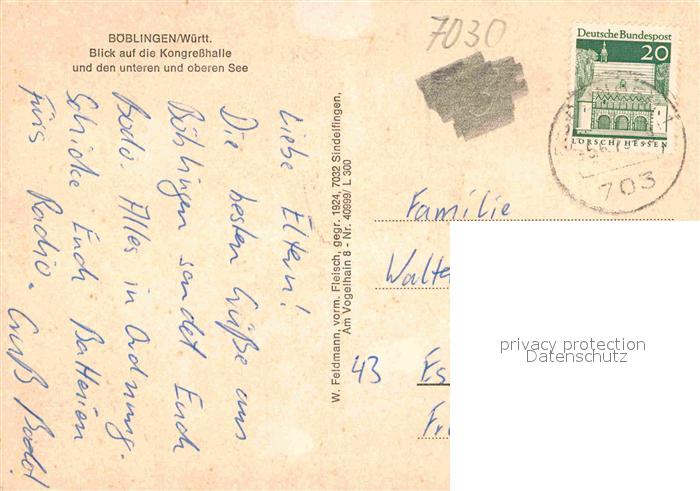 BÖBLINGEN/Württ.
Blick auf die Kongreßhalle
und den unteren und oberen See
Liebe Eltern!
Die besten Grüße aus
Böblingen sendet Euch
Bodo. Alles in Ordnung.
Schicke Euch Batterien
fürs Radio. Gruß Bodo!
W. Feldmann, vorm. Fleisch, gegr. 1924, 7032 Sindelfingen,
Am Vogelhain 8 - Nr. 40999/ L 300
7030
Deutsche Bundespost
20
LORSCH/HESSEN
703
Familie
Walte
43 Es
Fr
privacy protection
Datenschutz